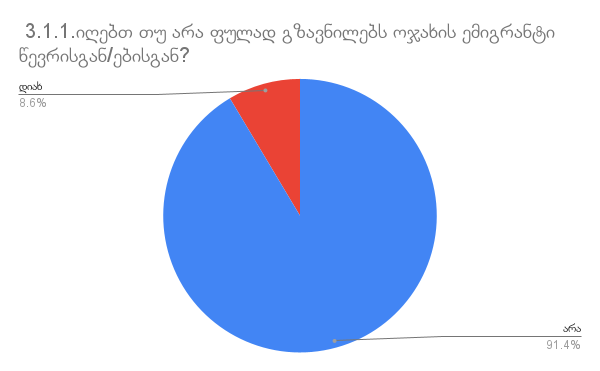 3.1.1.იღებთ თუ არა ფულად გზავნილებს ოჯახის ემიგრანტი
წევრისგან/ებისგან?
დიახ
8.6%
არა
91.4%